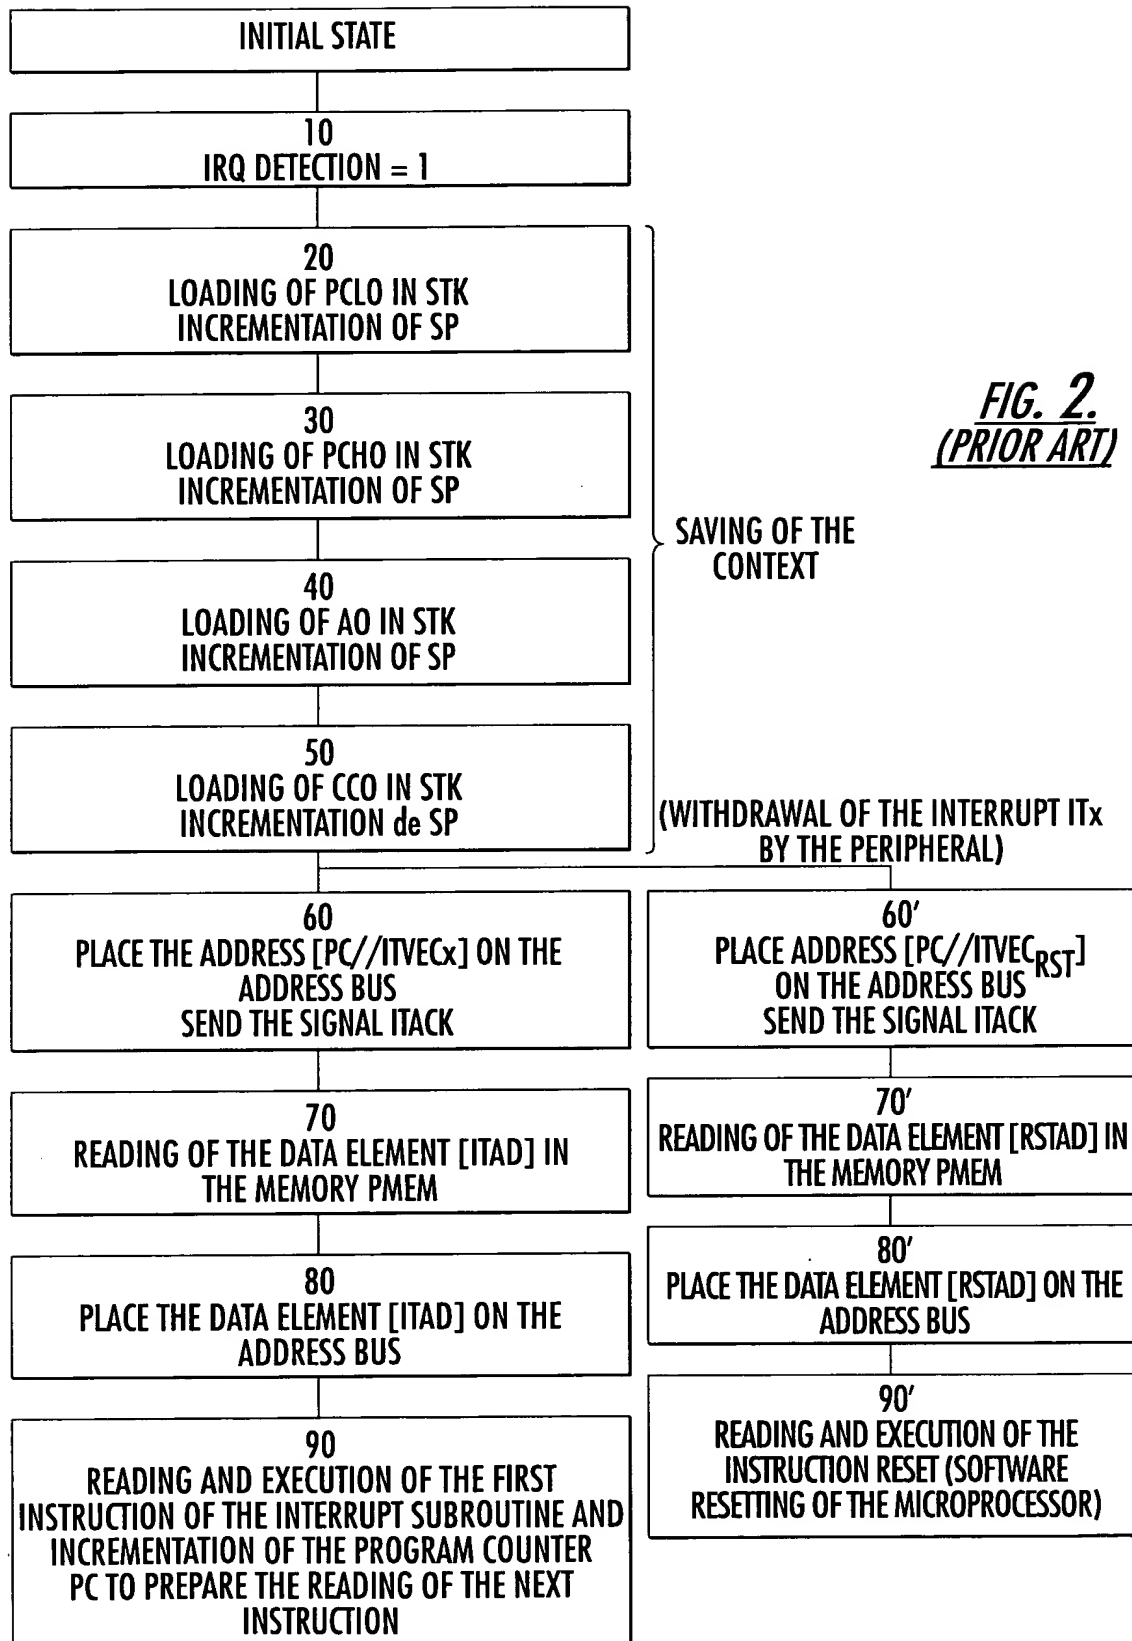 INITIAL STATE
10
IRQ DETECTION = 1
20
LOADING OF PCLO IN STK
INCREMENTATION OF SP
30
LOADING OF PCHO IN STK
INCREMENTATION OF SP
40
LOADING OF AO IN STK
INCREMENTATION OF SP
50
LOADING OF CCO IN STK
INCREMENTATION de SP
SAVING OF THE
CONTEXT
FIG. 2.
(PRIOR ART)
(WITHDRAWAL OF THE INTERRUPT ITx
BY THE PERIPHERAL)
60
PLACE THE ADDRESS [PC//ITVECx] ON THE
ADDRESS BUS
SEND THE SIGNAL ITACK
70
READING OF THE DATA ELEMENT [ITAD] IN
THE MEMORY PMEM
80
PLACE THE DATA ELEMENT [ITAD] ON THE
ADDRESS BUS
90
READING AND EXECUTION OF THE FIRST
INSTRUCTION OF THE INTERRUPT SUBROUTINE AND
INCREMENTATION OF THE PROGRAM COUNTER
PC TO PREPARE THE READING OF THE NEXT
INSTRUCTION
60'
PLACE ADDRESS [PC//ITVECRST]
ON THE ADDRESS BUS
SEND THE SIGNAL ITACK
70'
READING OF THE DATA ELEMENT [RSTAD] IN
THE MEMORY PMEM
80'
PLACE THE DATA ELEMENT [RSTAD] ON THE
ADDRESS BUS
90'
READING AND EXECUTION OF THE
INSTRUCTION RESET (SOFTWARE
RESETTING OF THE MICROPROCESSOR)